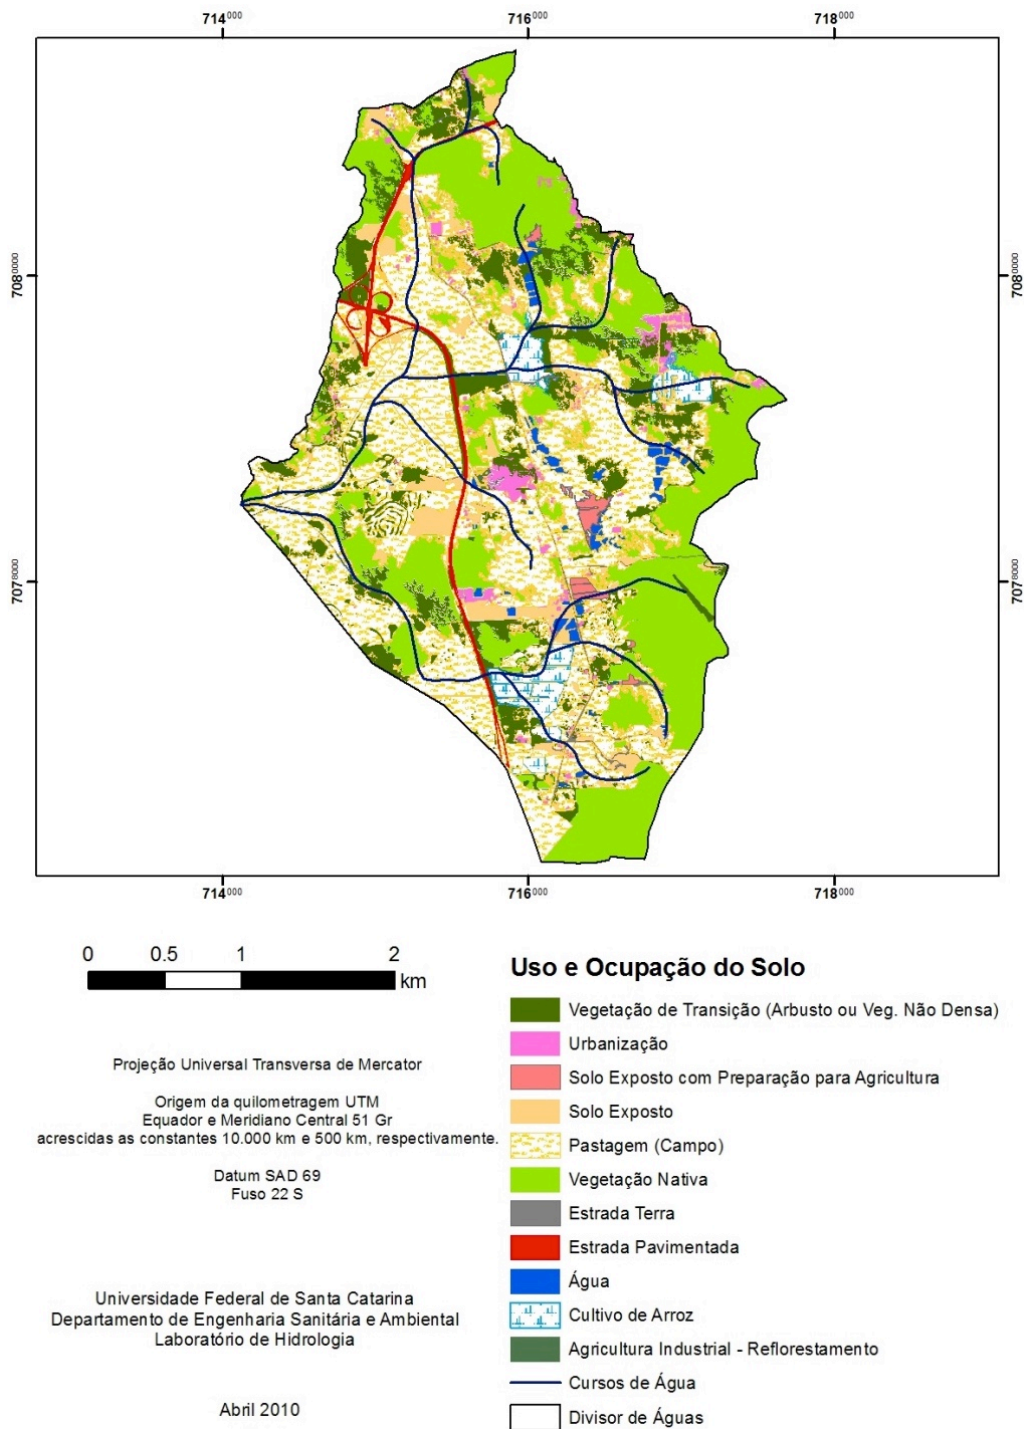 714000 716000 718000
7080000 7080000
7078000 7078000
714000 716000 718000
0 0.5 1 2
km
Projeção Universal Transversa de Mercator
Origem da quilometragem UTM
Equador e Meridiano Central 51 Gr
acrescidas as constantes 10.000 km e 500 km, respectivamente.
Datum SAD 69
Fuso 22 S
Universidade Federal de Santa Catarina
Departamento de Engenharia Sanitária e Ambiental
Laboratório de Hidrologia
Abril 2010
Uso e Ocupação do Solo
Vegetação de Transição (Arbusto ou Veg. Não Densa)
Urbanização
Solo Exposto com Preparação para Agricultura
Solo Exposto
Pastagem (Campo)
Vegetação Nativa
Estrada Terra
Estrada Pavimentada
Água
Cultivo de Arroz
Agricultura Industrial - Reflorestamento
Cursos de Água
Divisor de Águas